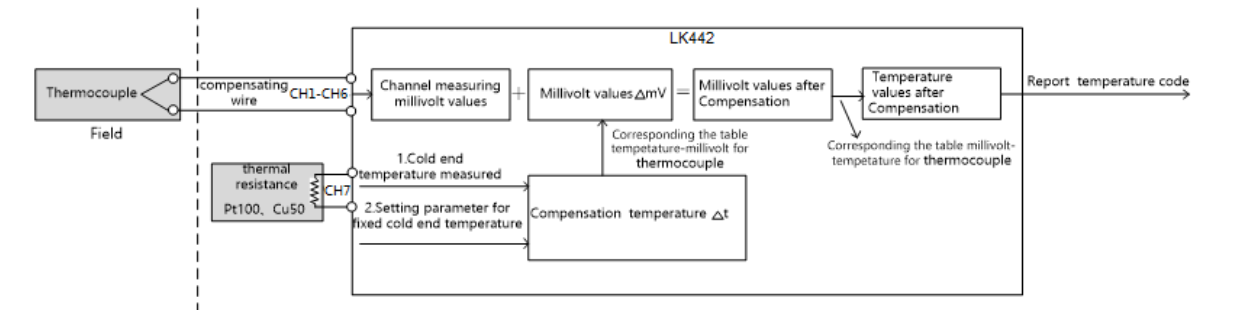 LK442
Thermocouple
Field
compensating
wire
CH1-CH6
Channel measuring
millivolt values
+
Millivolt values△mV
=
Millivolt values after
Compensation
Temperature
values after
Compensation
Report temperature code
Corresponding the table
tempetature-millivolt for
thermocouple
Corresponding the table millivolt-
tempetature for thermocouple
thermal
resistance
Pt100、Cu50
CH7
1.Cold end
temperature measured
2.Setting parameter for
fixed cold end temperature
Compensation temperature △t